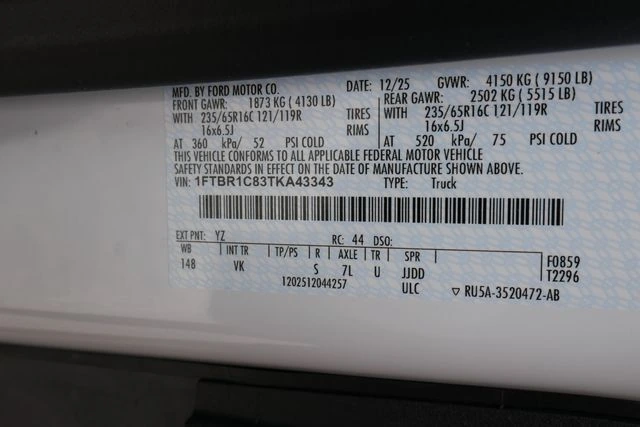 MFD. BY FORD MOTOR CO. DATE: 12/25 GVWR: 4150 KG ( 9150 LB)
FRONT GAWR: 1873 KG ( 4130 LB) REAR GAWR: 2502 KG ( 5515 LB)
WITH 235/65R16C 121/119R TIRES WITH 235/65R16C 121/119R TIRES
16x6.5J RIMS 16x6.5J RIMS
AT 360 kPa/ 52 PSI COLD AT 520 kPa/ 75 PSI COLD
THIS VEHICLE CONFORMS TO ALL APPLICABLE FEDERAL MOTOR VEHICLE
SAFETY STANDARDS IN EFFECT ON THE DATE OF MANUFACTURE SHOWN ABOVE.
VIN: 1FTBR1C83TKA43343 TYPE: Truck
EXT PNT: YZ RC: 44 DSO:
WB INT TR TP/PS R AXLE TR SPR F0859
148 VK S 7L U JJDD T2296
1202512044257 ULC ▽ RU5A-3520472-AB